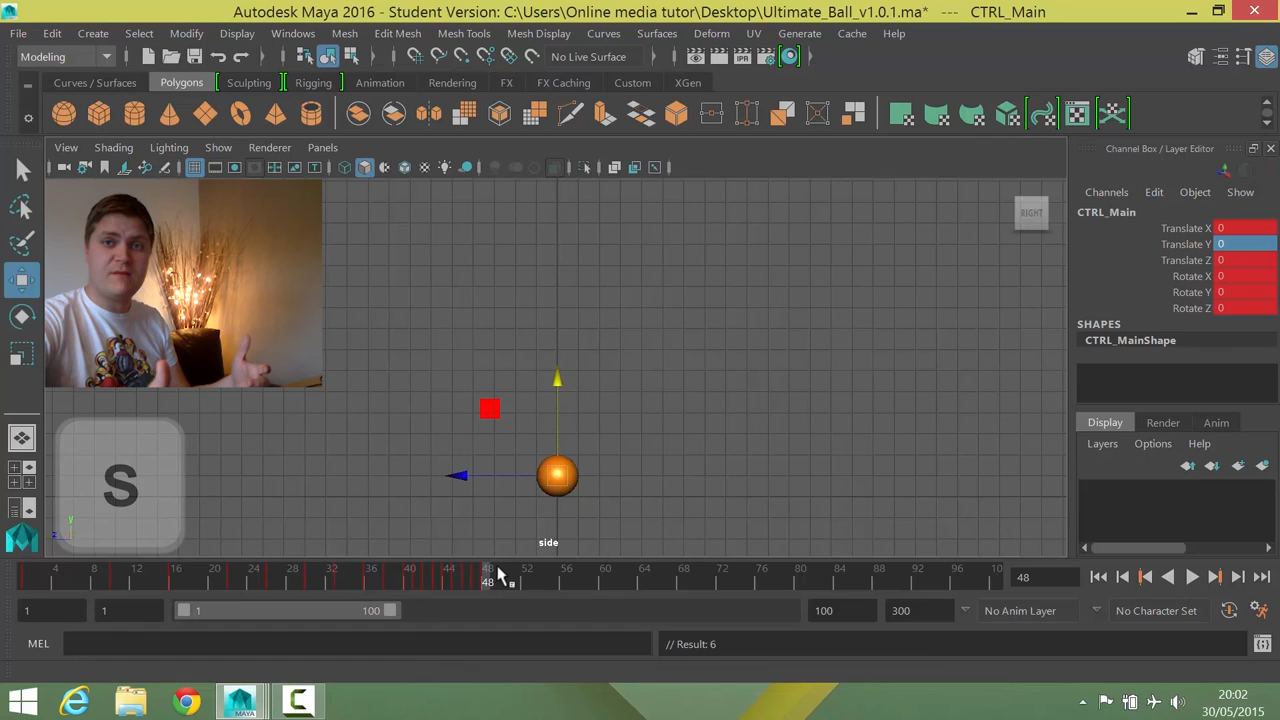 Autodesk Maya 2016 - Student Version: C:\Users\Online media tutor\Desktop\Ultimate_Ball_v1.0.1.ma* --- CTRL_Main
File Edit Create Select Modify Display Windows Mesh Edit Mesh Mesh Tools Mesh Display Curves Surfaces Deform UV Generate Cache Help
Modeling No Live Surface
Curves / Surfaces Polygons Sculpting Rigging Animation Rendering FX FX Caching Custom XGen
View Shading Lighting Show Renderer Panels
Channel Box / Layer Editor
Channels Edit Object Show
CTRL_Main
RIGHT
Translate X 0
Translate Y 0
Translate Z 0
Rotate X 0
Rotate Y 0
Rotate Z 0
SHAPES
CTRL_MainShape
Display Render Anim
Layers Options Help
S
y
z
side
4 8 12 16 20 24 28 32 36 40 44 48 52 56 60 64 68 72 76 80 84 88 92 96 10
48
48
1 1 1 100 100 300 No Anim Layer No Character Set
MEL // Result: 6
IPR
MAYA
20:02
30/05/2015